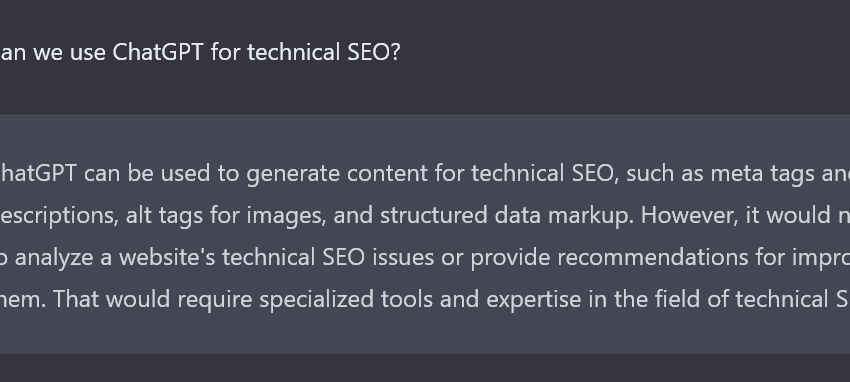 an we use ChatGPT for technical SEO?
hatGPT can be used to generate content for technical SEO, such as meta tags and
escriptions, alt tags for images, and structured data markup. However, it would n
o analyze a website's technical SEO issues or provide recommendations for impro
hem. That would require specialized tools and expertise in the field of technical S